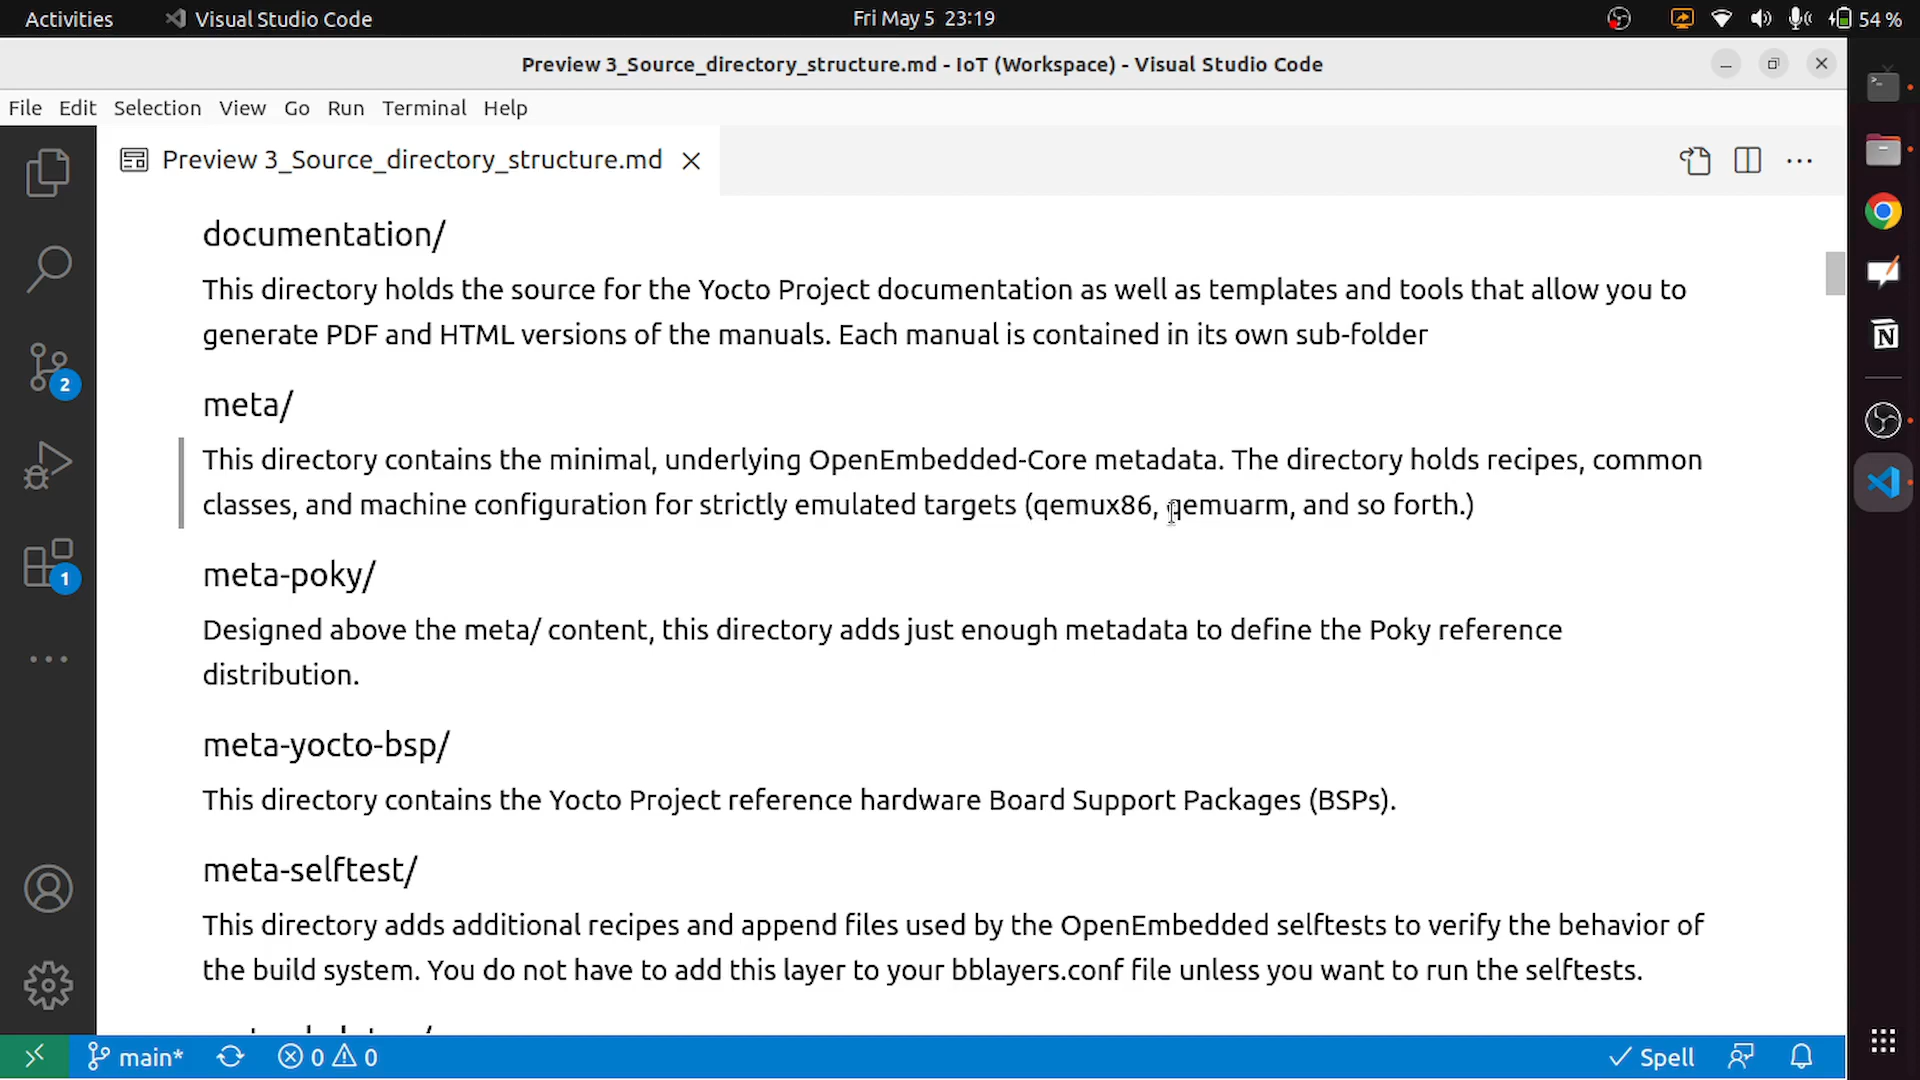 Activities
Visual Studio Code
Fri May 5 23:19
54 %
Preview 3_Source_directory_structure.md - IoT (Workspace) - Visual Studio Code
File Edit Selection View Go Run Terminal Help
Preview 3_Source_directory_structure.md
documentation/
This directory holds the source for the Yocto Project documentation as well as templates and tools that allow you to
generate PDF and HTML versions of the manuals. Each manual is contained in its own sub-folder
meta/
This directory contains the minimal, underlying OpenEmbedded-Core metadata. The directory holds recipes, common
classes, and machine configuration for strictly emulated targets (qemux86, qemuarm, and so forth.)
meta-poky/
Designed above the meta/ content, this directory adds just enough metadata to define the Poky reference
distribution.
meta-yocto-bsp/
This directory contains the Yocto Project reference hardware Board Support Packages (BSPs).
meta-selftest/
This directory adds additional recipes and append files used by the OpenEmbedded selftests to verify the behavior of
the build system. You do not have to add this layer to your bblayers.conf file unless you want to run the selftests.
2
1
main*
0
0
Spell